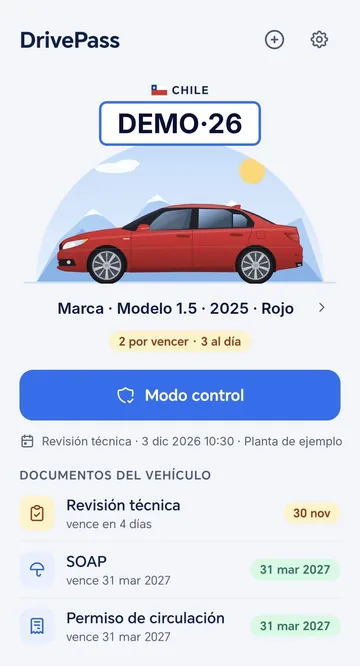 DrivePass
CHILE
DEMO·26
Marca · Modelo 1.5 · 2025 · Rojo
2 por vencer · 3 al día
Modo control
Revisión técnica · 3 dic 2026 10:30 · Planta de ejemplo
DOCUMENTOS DEL VEHÍCULO
Revisión técnica
30 nov
vence en 4 días
SOAP
31 mar 2027
vence 31 mar 2027
Permiso de circulación
31 mar 2027
vence 31 mar 2027